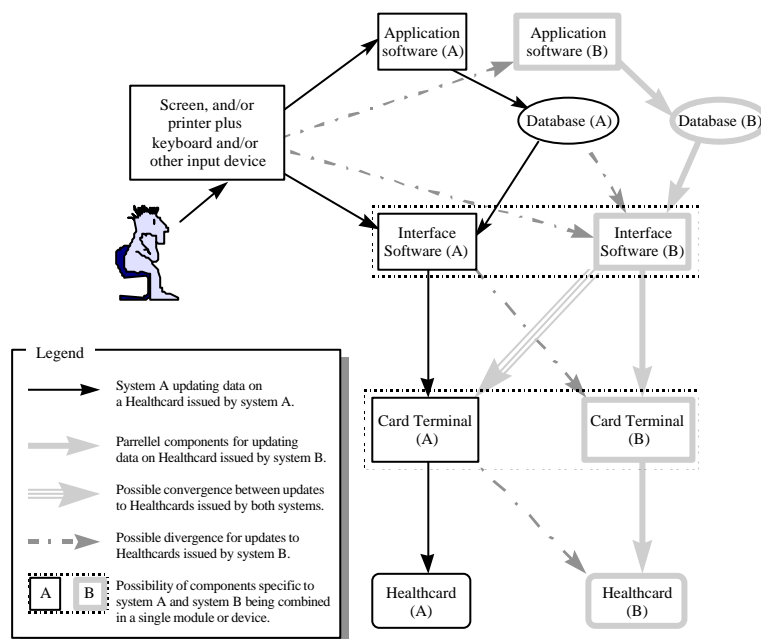 Application
software (A)
Application
software (B)
Screen, and/or
printer plus
keyboard and/or
other input device
Database (A)
Database (B)
Interface
Software (A)
Interface
Software (B)
Card Terminal
(A)
Card Terminal
(B)
Healthcard
(A)
Healthcard
(B)
Legend
System A updating data on
a Healthcard issued by system A.
Parrellel components for updating
data on Healthcard issued by system B.
Possible convergence between updates
to Healthcards issued by both systems.
Possible divergence for updates to
Healthcards issued by system B.
A
B
Possibility of components specific to
system A and system B being combined
in a single module or device.